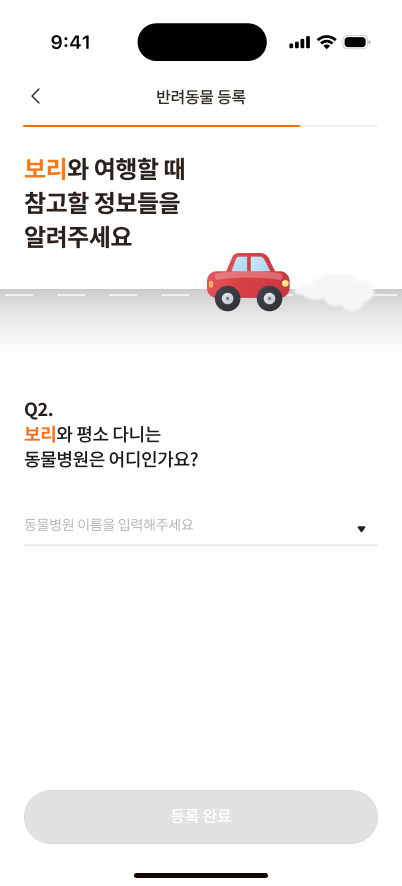 9:41
반려동물 등록
보리와 여행할 때
참고할 정보들을
알려주세요
Q2.
보리와 평소 다니는
동물병원은 어디인가요?
동물병원 이름을 입력해주세요
등록 완료